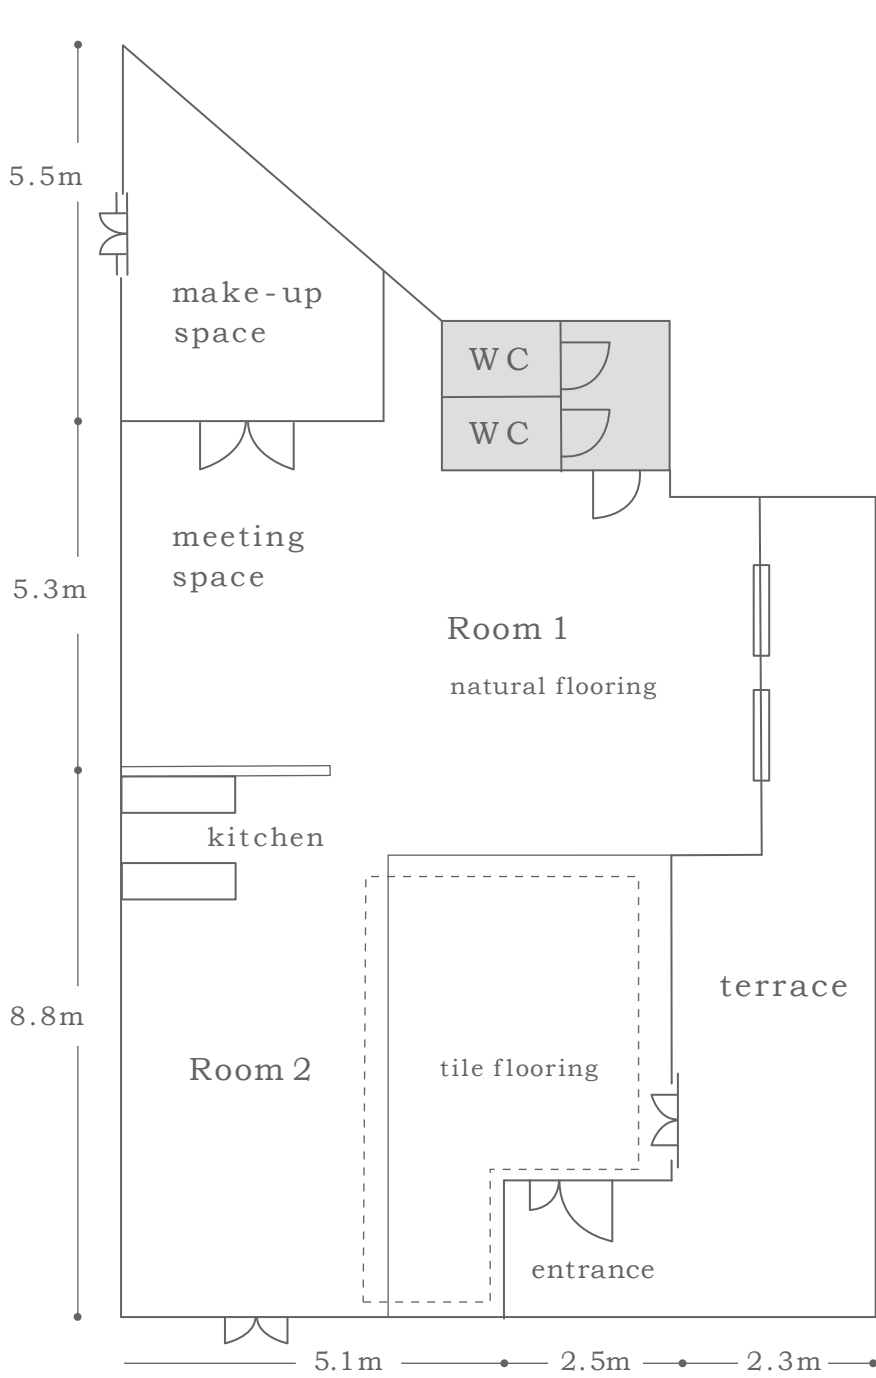 5.5m
make-up
space
WC
WC
meeting
space
5.3m
Room 1
natural flooring
kitchen
terrace
8.8m
Room 2
tile flooring
entrance
5.1m
2.5m
2.3m